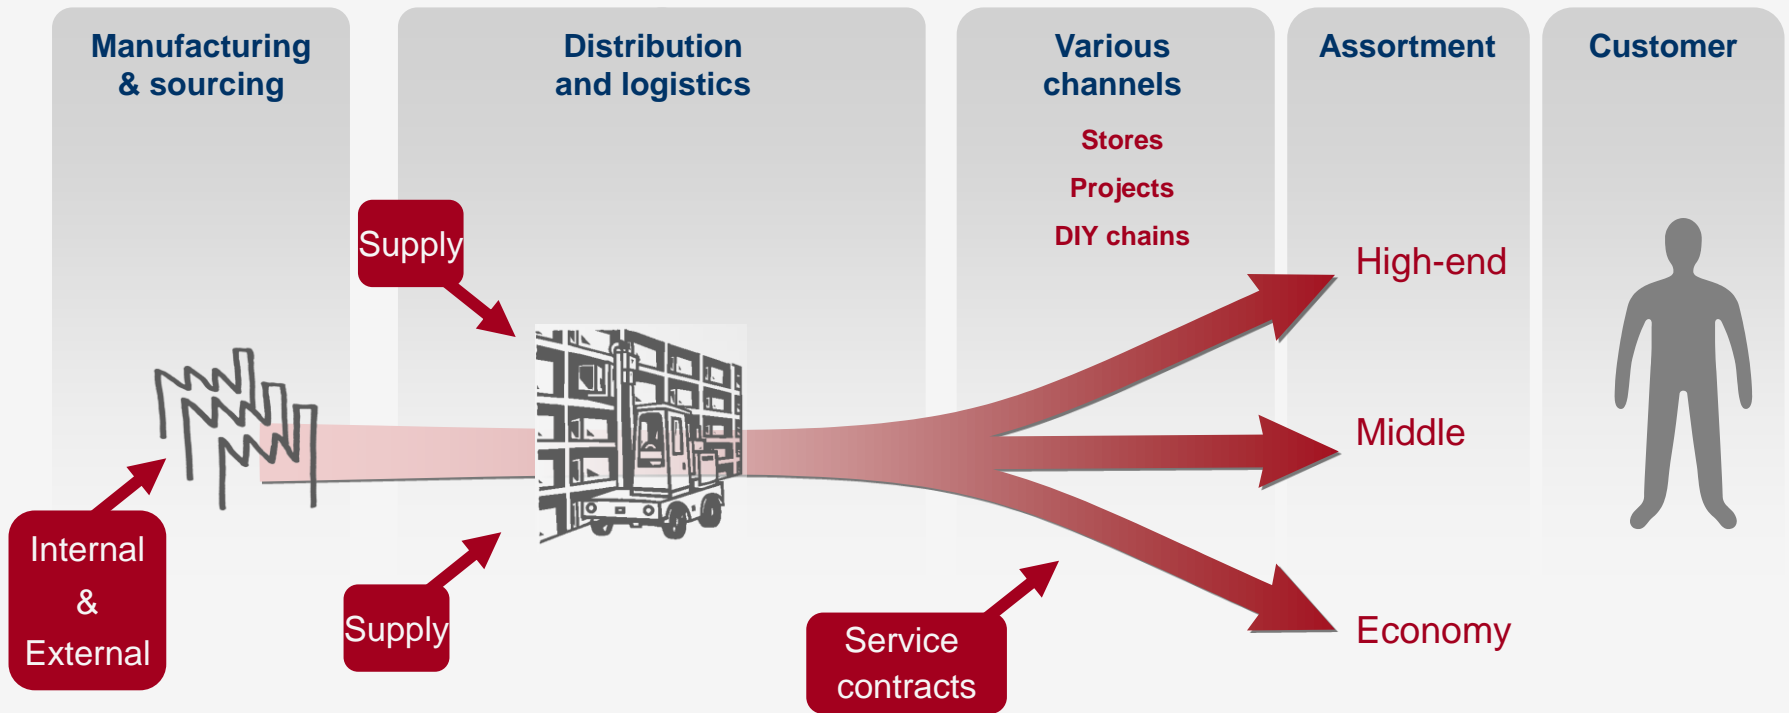 Manufacturing
& sourcing
Distribution
and logistics
Various
channels
Assortment
Customer
Stores
Projects
DIY chains
Supply
High-end
Middle
Economy
Internal
&
External
Supply
Service
contracts